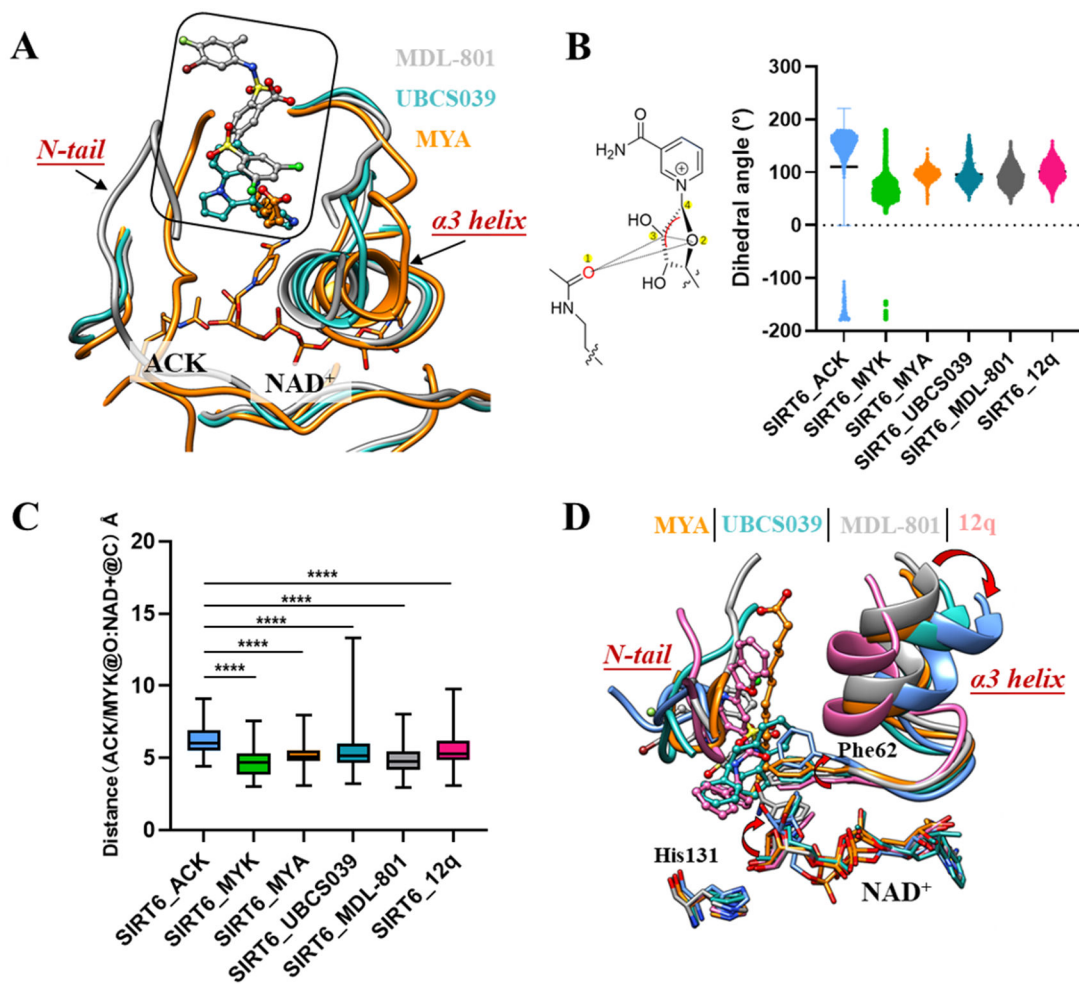 A
MDL-801
UBCS039
MYA
N-tail
α3 helix
ACK
NAD+
B
H2N
O
N
+
4
HO
3
O
2
1
O
HO
NH
Dihedral angle (°)
300
200
100
0
-100
-200
SIRT6_ACK
SIRT6_MYK
SIRT6_MYA
SIRT6_UBCS039
SIRT6_MDL-801
SIRT6_12q
C
Distance (ACK/MYK@O:NAD+@C) Å
20
15
10
5
0
****
****
****
****
****
SIRT6_ACK
SIRT6_MYK
SIRT6_MYA
SIRT6_UBCS039
SIRT6_MDL-801
SIRT6_12q
D
MYA | UBCS039 | MDL-801 | 12q
N-tail
α3 helix
Phe62
His131
NAD+